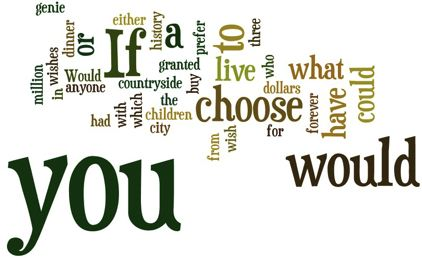 genie
either
history
a
prefer
to
three
dinner
or
If
granted
live
who
what
wishes
Would
million
in
anyone
countryside
buy
dollars
could
which
the
choose
have
forever
had
with
children
city
from
wish
for
you
would